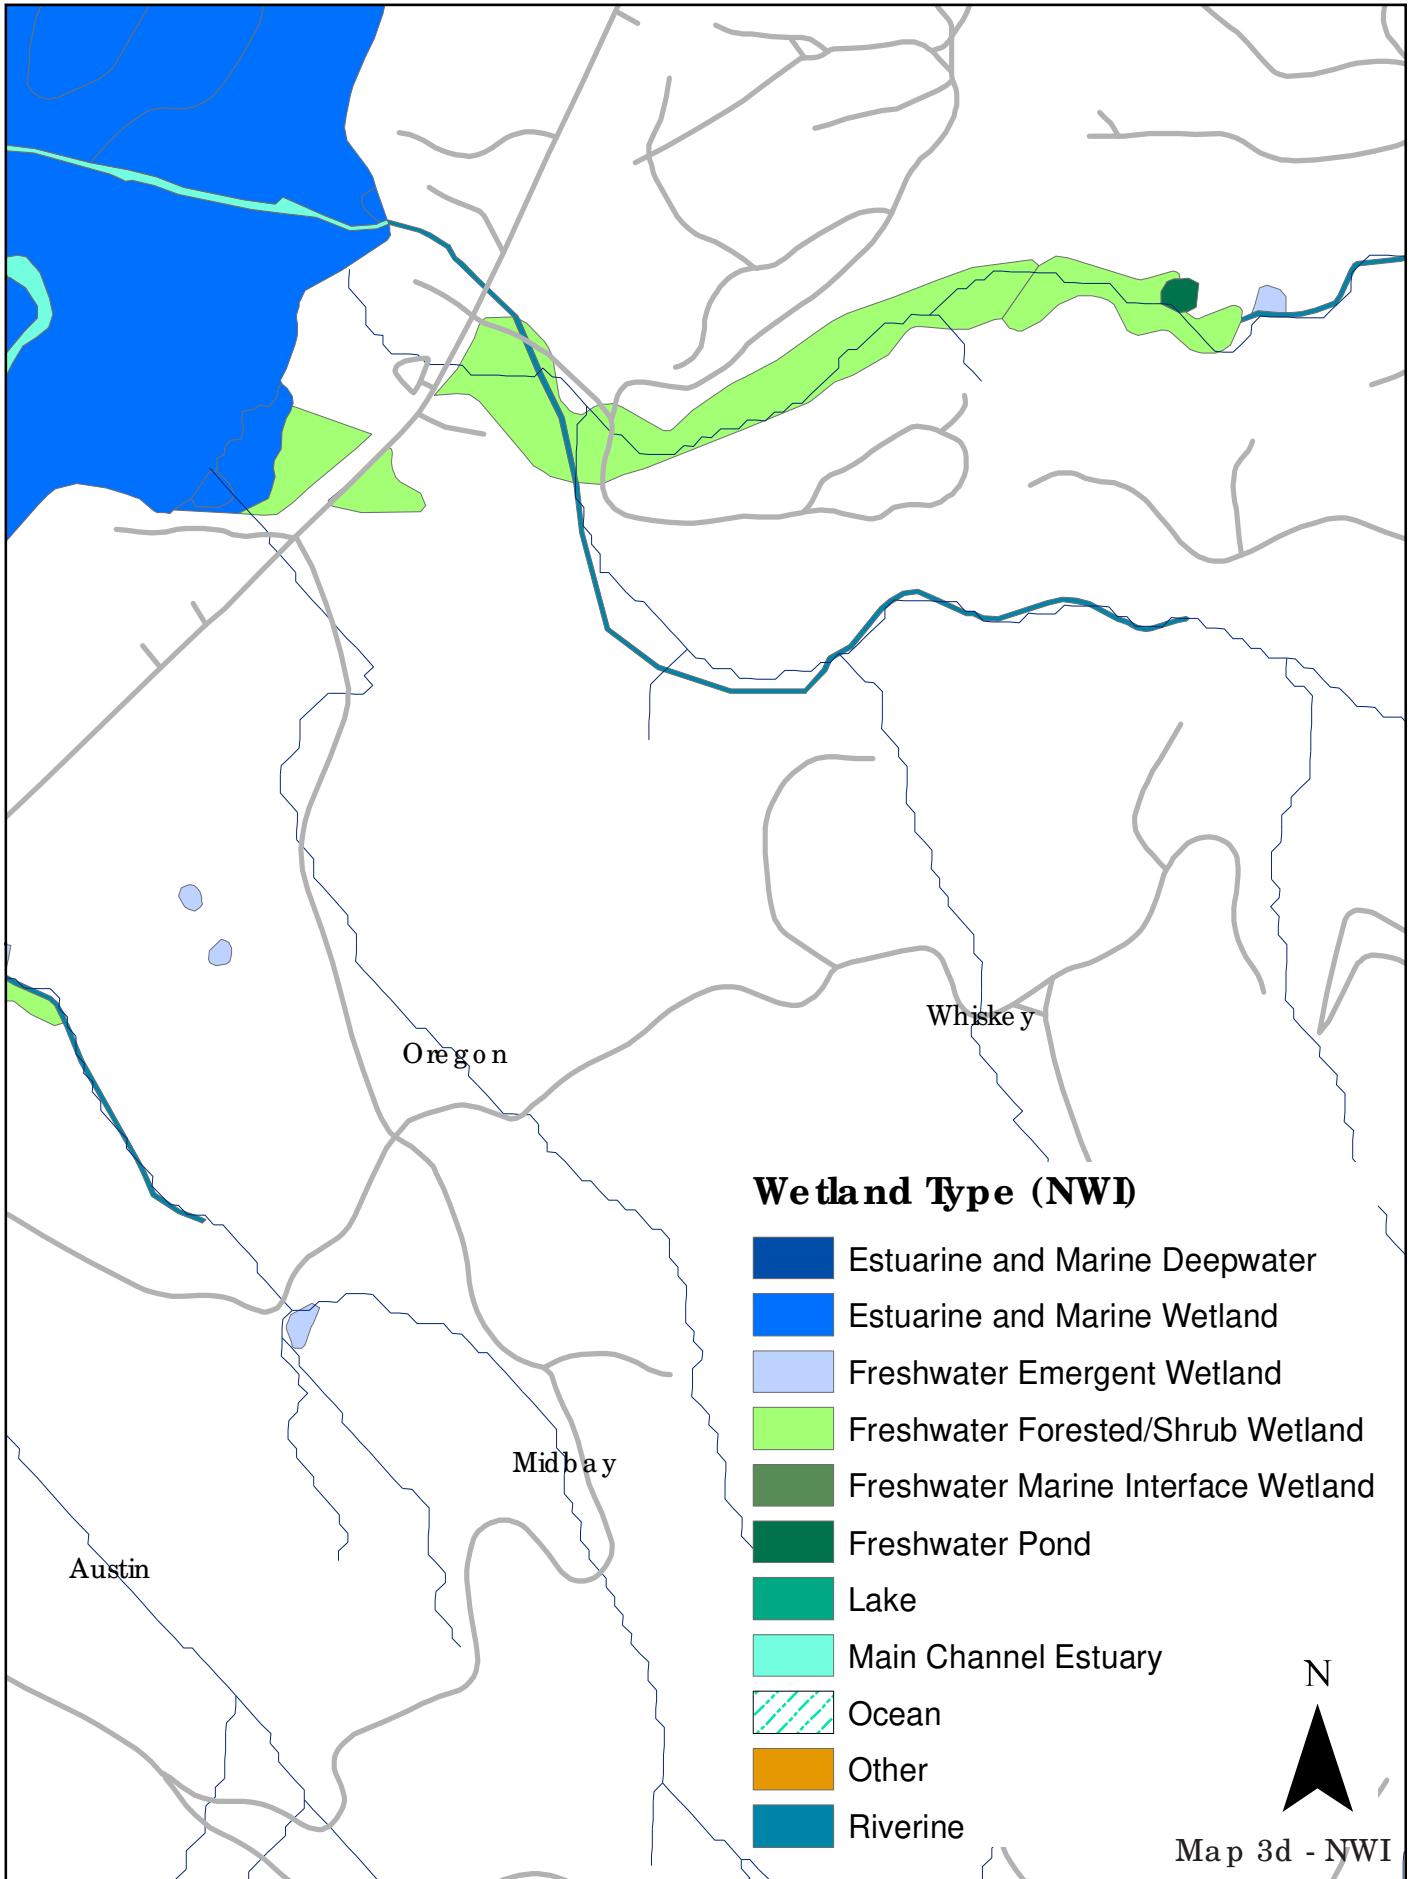 Whiskey
Oregon
Wetland Type (NWI)
Estuarine and Marine Deepwater
Estuarine and Marine Wetland
Freshwater Emergent Wetland
Freshwater Forested/Shrub Wetland
Midbay
Freshwater Marine Interface Wetland
Freshwater Pond
Austin
Lake
Main Channel Estuary
N
Ocean
Other
Riverine
Map 3d - NWI